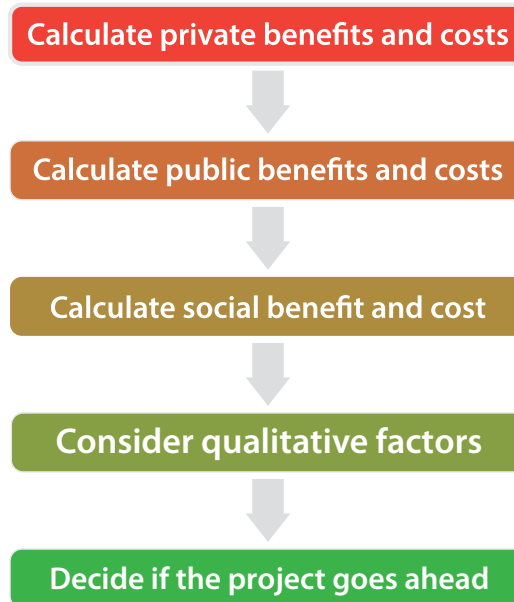 Calculate private benefits and costs
Calculate public benefits and costs
Calculate social benefit and cost
Consider qualitative factors
Decide if the project goes ahead